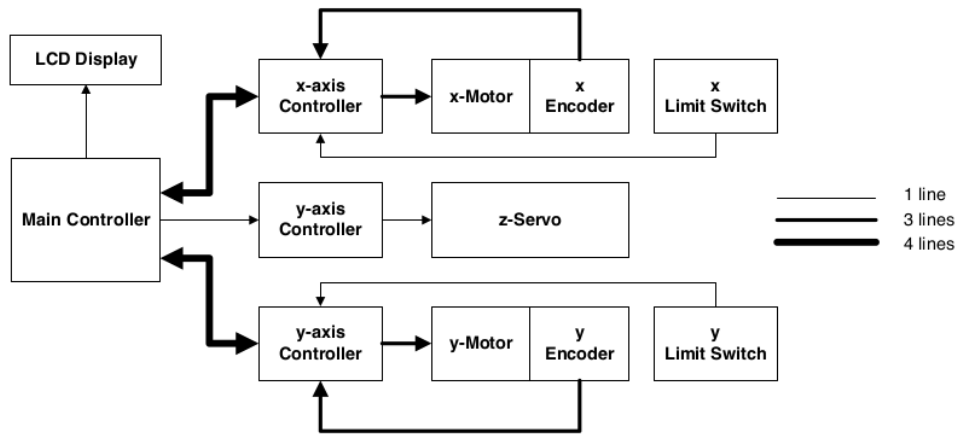 LCD Display
x-axis
Controller
x-Motor
x
Encoder
x
Limit Switch
Main Controller
y-axis
Controller
z-Servo
1 line
3 lines
4 lines
y-axis
Controller
y-Motor
y
Encoder
y
Limit Switch